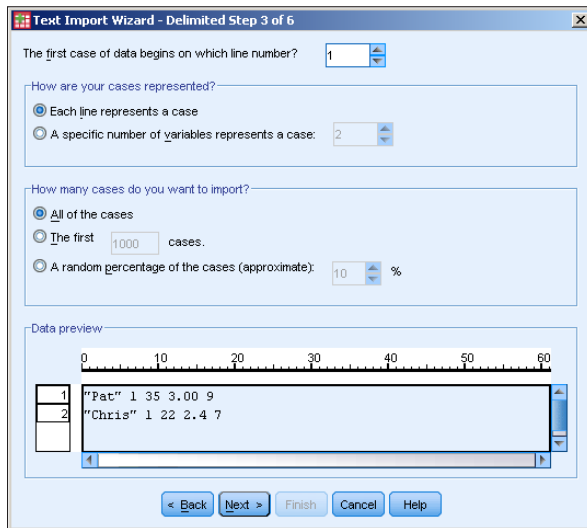 Text Import Wizard - Delimited Step 3 of 6
The first case of data begins on which line number? 1
How are your cases represented?
Each line represents a case
A specific number of variables represents a case: 2
How many cases do you want to import?
All of the cases
The first 1000 cases.
A random percentage of the cases (approximate): 10 %
Data preview
0 10 20 30 40 50 60
1 "Pat" 1 35 3.00 9
2 "Chris" 1 22 2.4 7
< Back Next > Finish Cancel Help